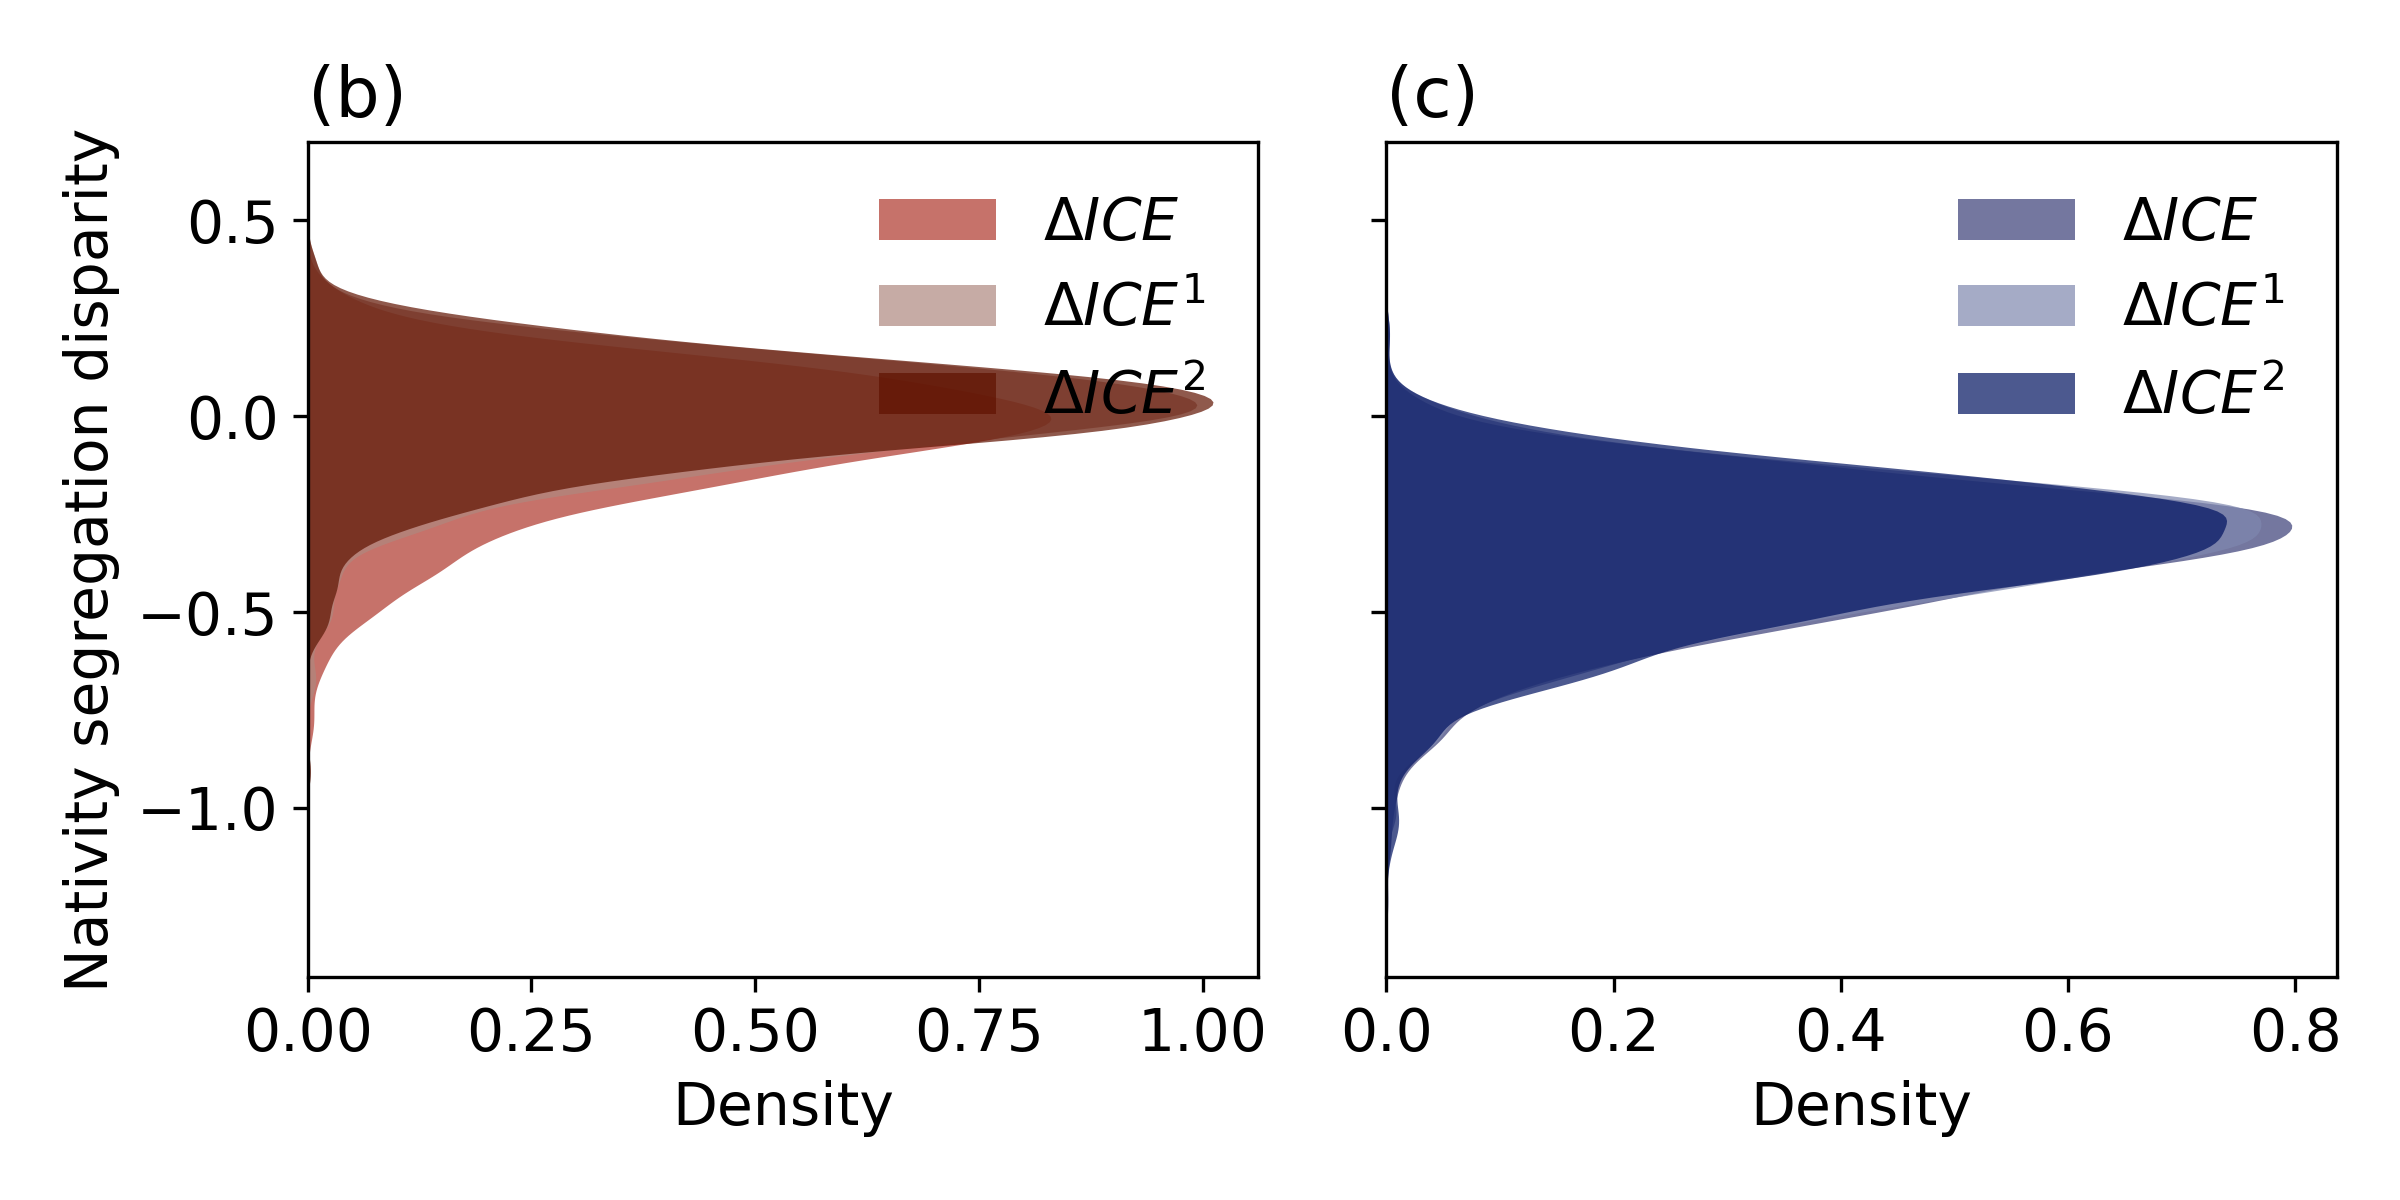 (b)
Nativity segregation disparity
0.5
0.0
−0.5
−1.0
ΔICE
ΔICE¹
ΔICE²
0.00 0.25 0.50 0.75 1.00
Density
(c)
ΔICE
ΔICE¹
ΔICE²
0.0 0.2 0.4 0.6 0.8
Density